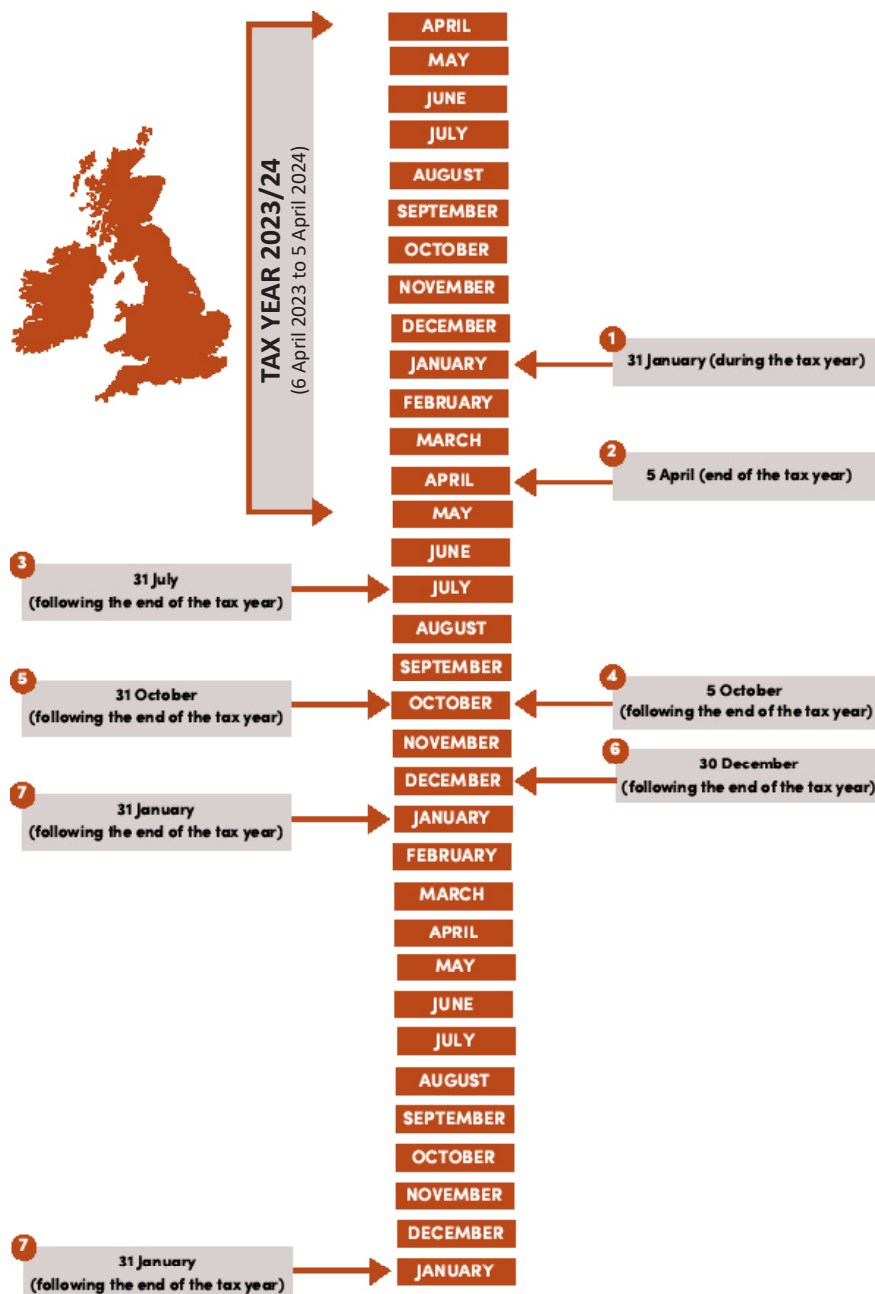 TAX YEAR 2023/24
(6 April 2023 to 5 April 2024)
APRIL
MAY
JUNE
JULY
AUGUST
SEPTEMBER
OCTOBER
NOVEMBER
DECEMBER
1
JANUARY
31 January (during the tax year)
FEBRUARY
MARCH
2
APRIL
5 April (end of the tax year)
MAY
JUNE
3
31 July
(following the end of the tax year)
JULY
AUGUST
SEPTEMBER
5
31 October
(following the end of the tax year)
OCTOBER
4
5 October
(following the end of the tax year)
NOVEMBER
6
30 December
(following the end of the tax year)
DECEMBER
7
31 January
(following the end of the tax year)
JANUARY
FEBRUARY
MARCH
APRIL
MAY
JUNE
JULY
AUGUST
SEPTEMBER
OCTOBER
NOVEMBER
DECEMBER
7
31 January
(following the end of the tax year)
JANUARY